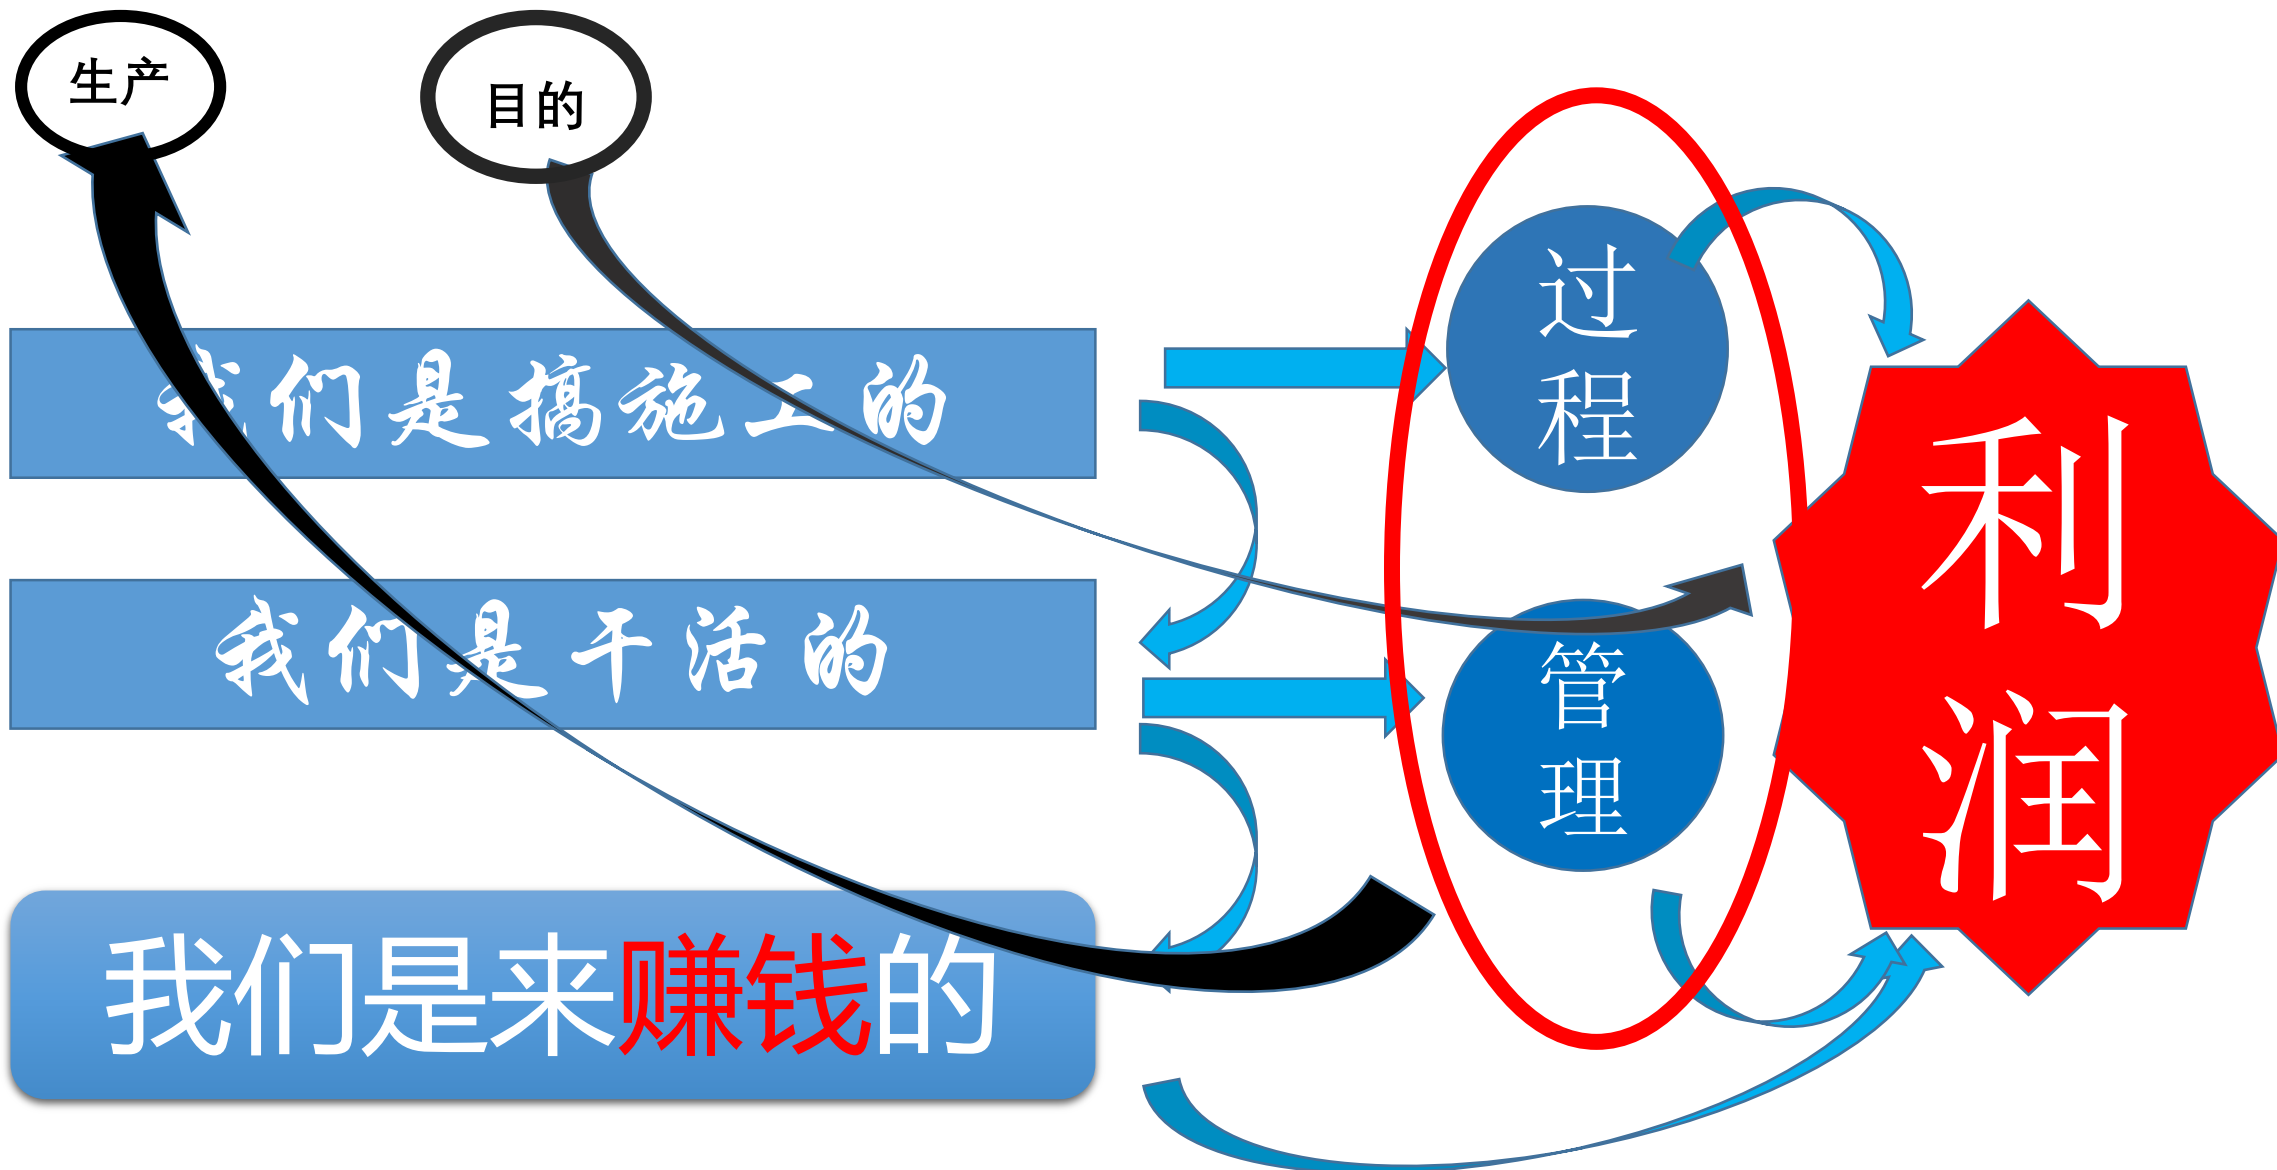 生产
目的
我们是搞施工的
我们是干活的
我们是来赚钱的
过
程
管
理
利
润